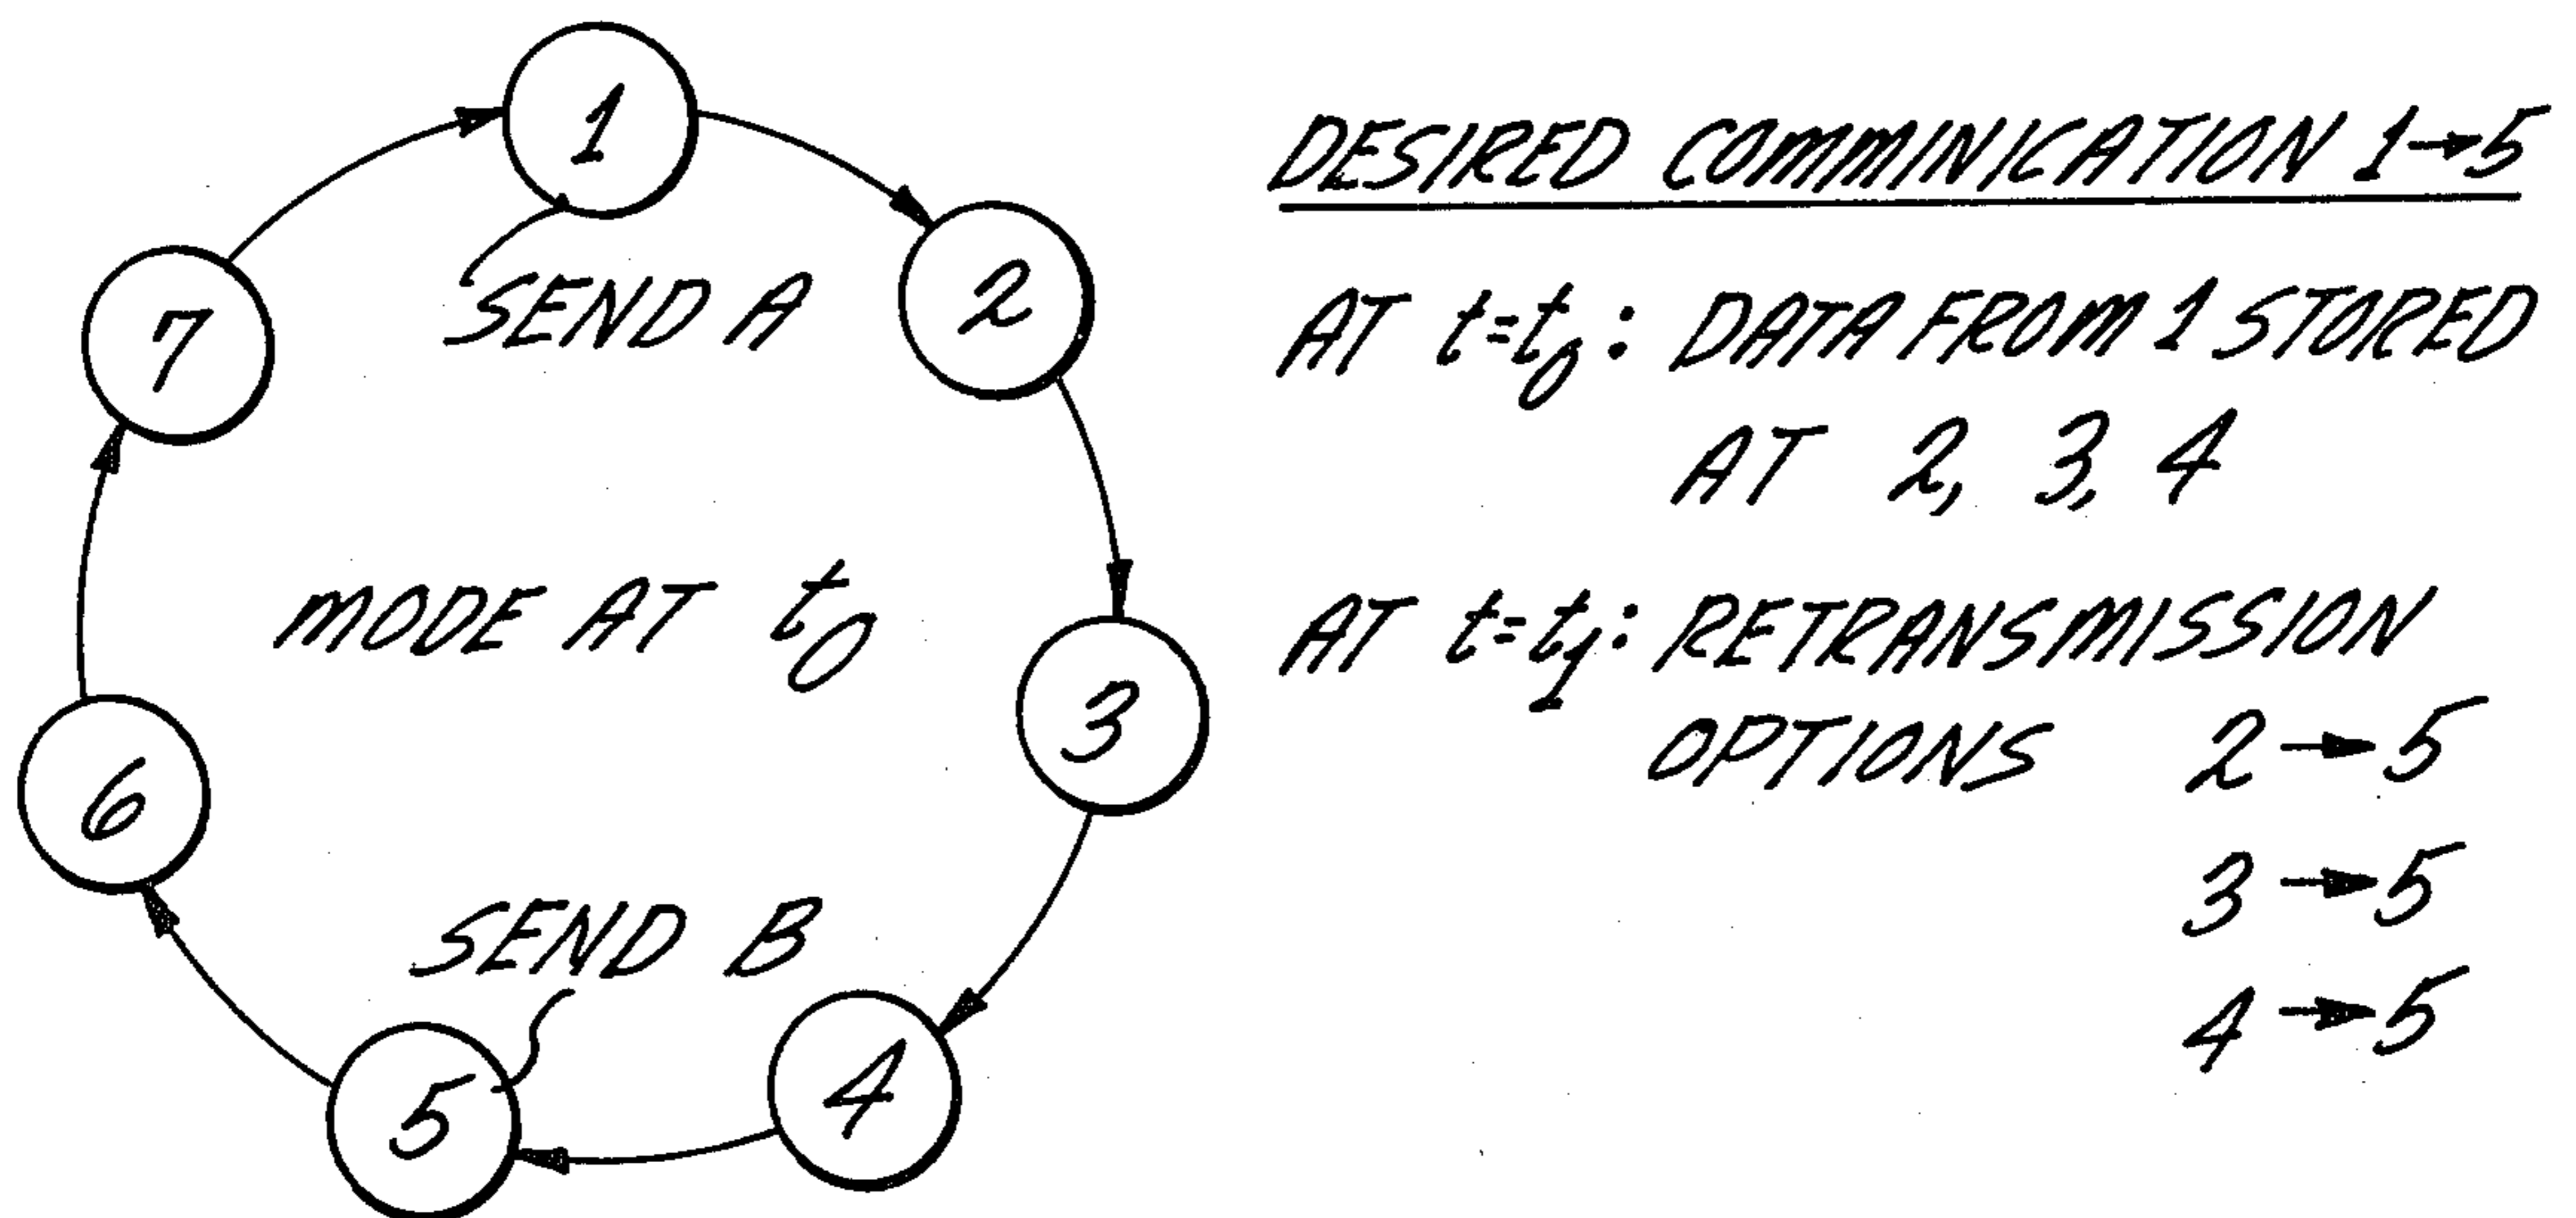 1
2
3
4
5
6
7
SEND A
MODE AT t0
SEND B
DESIRED COMMINICATION 1→5
AT t=t0: DATA FROM 1 STORED
AT 2, 3, 4
AT t=t1: RETRANSMISSION
OPTIONS 2→5
3→5
4→5